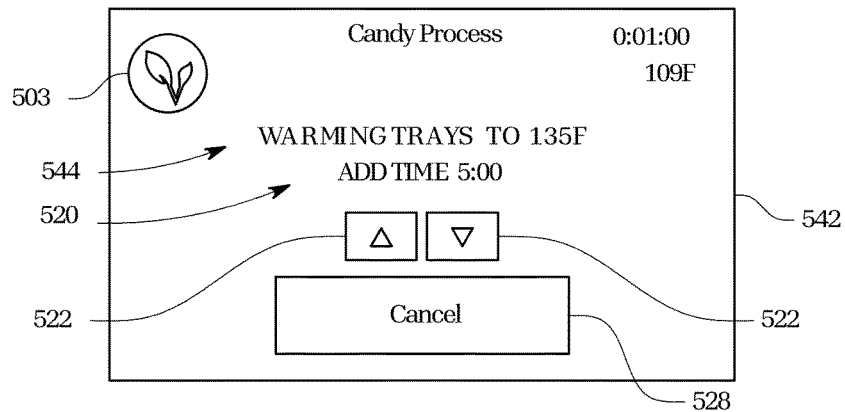 Candy Process 0:01:00
109F
503
WARMING TRAYS TO 135F
544
ADD TIME 5:00
520
542
522
Cancel
522
528